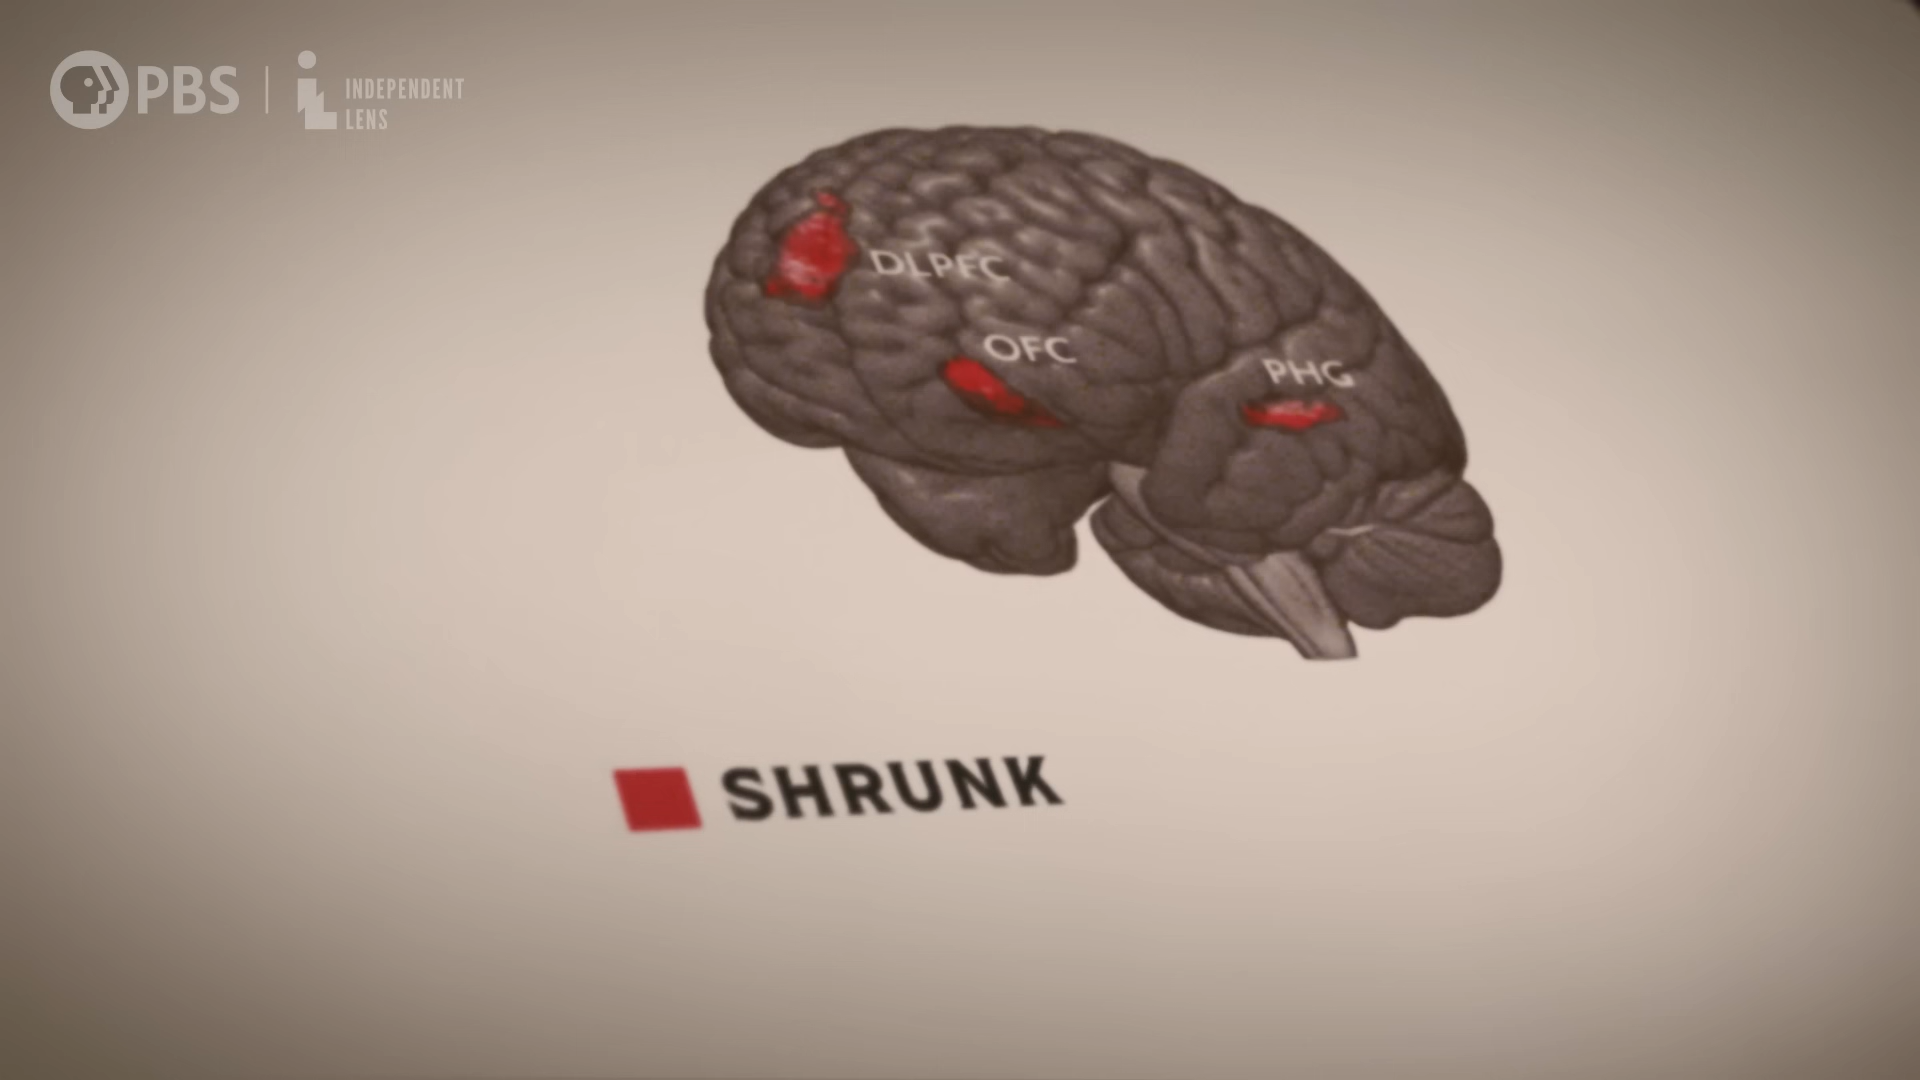 PBS
INDEPENDENT
LENS
DLPFC
OFC
PHG
SHRUNK